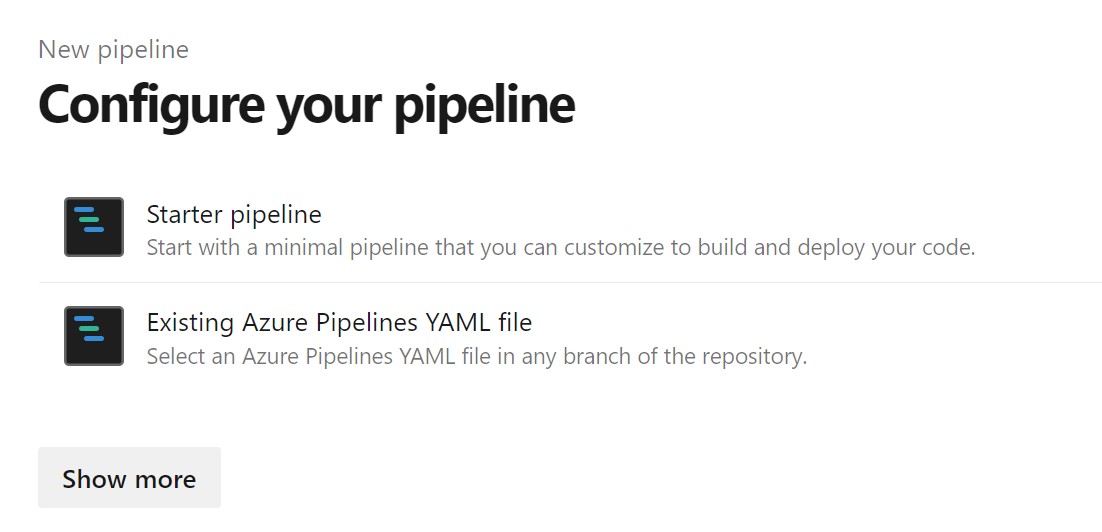 New pipeline
Configure your pipeline
Starter pipeline
Start with a minimal pipeline that you can customize to build and deploy your code.
Existing Azure Pipelines YAML file
Select an Azure Pipelines YAML file in any branch of the repository.
Show more